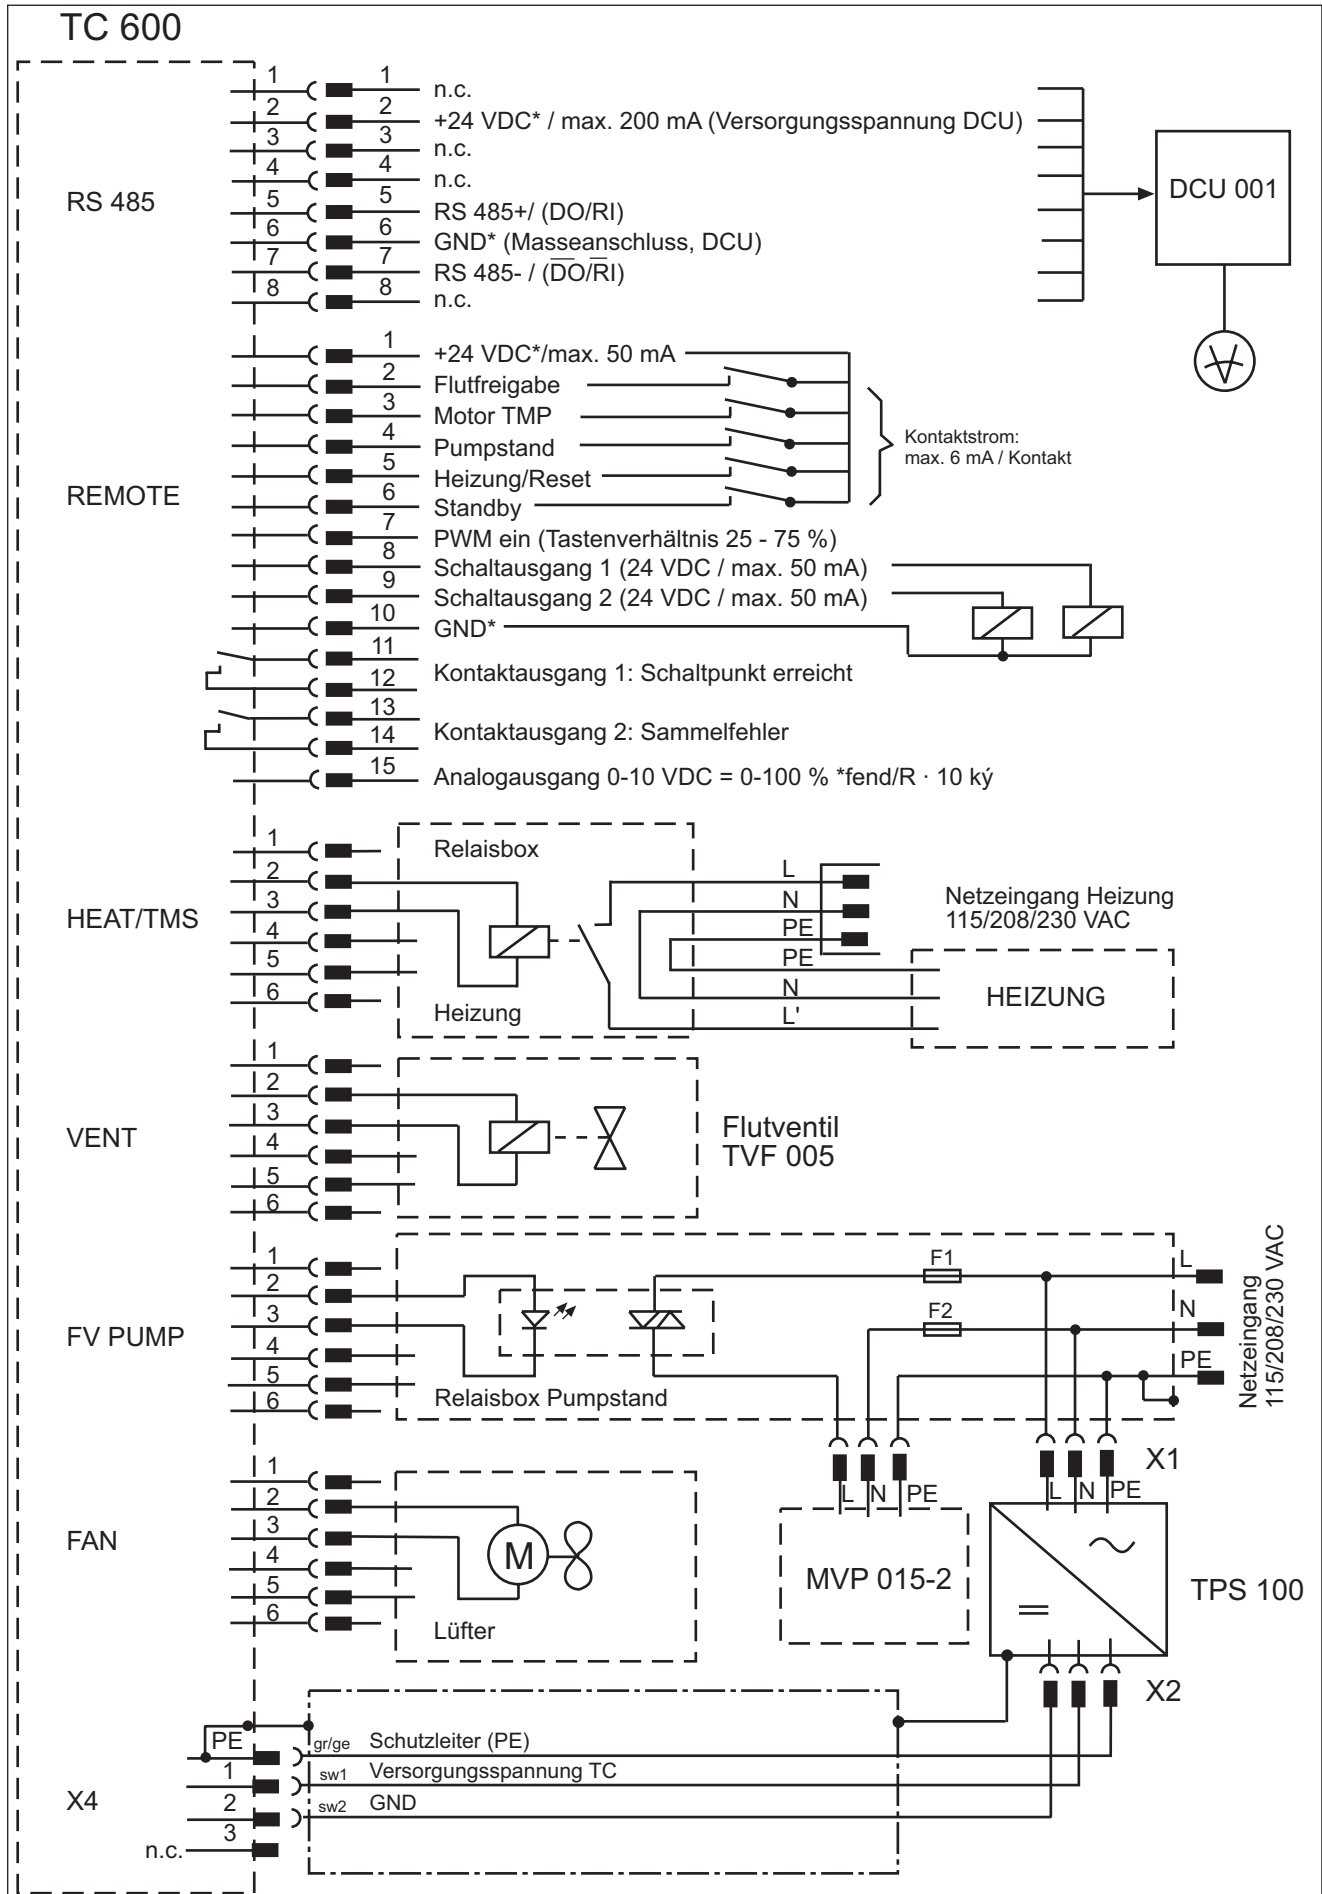 TC 600
RS 485
1 1 n.c.
2 2 +24 VDC* / max. 200 mA (Versorgungsspannung DCU)
3 3 n.c.
4 4 n.c.
5 5 RS 485+/ (DO/RI)
6 6 GND* (Masseanschluss, DCU)
7 7 RS 485- / (D̅O̅/R̅I̅)
8 8 n.c.
DCU 001
REMOTE
1 +24 VDC*/max. 50 mA
2 Flutfreigabe
3 Motor TMP
4 Pumpstand
5 Heizung/Reset
6 Standby
Kontaktstrom:
max. 6 mA / Kontakt
7 PWM ein (Tastenverhältnis 25 - 75 %)
8 Schaltausgang 1 (24 VDC / max. 50 mA)
9 Schaltausgang 2 (24 VDC / max. 50 mA)
10 GND*
11
Kontaktausgang 1: Schaltpunkt erreicht
12
13
Kontaktausgang 2: Sammelfehler
14
15 Analogausgang 0-10 VDC = 0-100 % *fend/R · 10 ký
HEAT/TMS
1
2
3
4
5
6
Relaisbox
Heizung
L
N
PE
PE
N
L'
Netzeingang Heizung
115/208/230 VAC
HEIZUNG
VENT
1
2
3
4
5
6
Flutventil
TVF 005
FV PUMP
1
2
3
4
5
6
Relaisbox Pumpstand
F1
F2
L
N
PE
Netzeingang
115/208/230 VAC
FAN
1
2
3
4
5
6
M
Lüfter
L N PE
MVP 015-2
X1
L N PE
TPS 100
X2
X4
PE gr/ge Schutzleiter (PE)
1 sw1 Versorgungsspannung TC
2 sw2 GND
3
n.c.